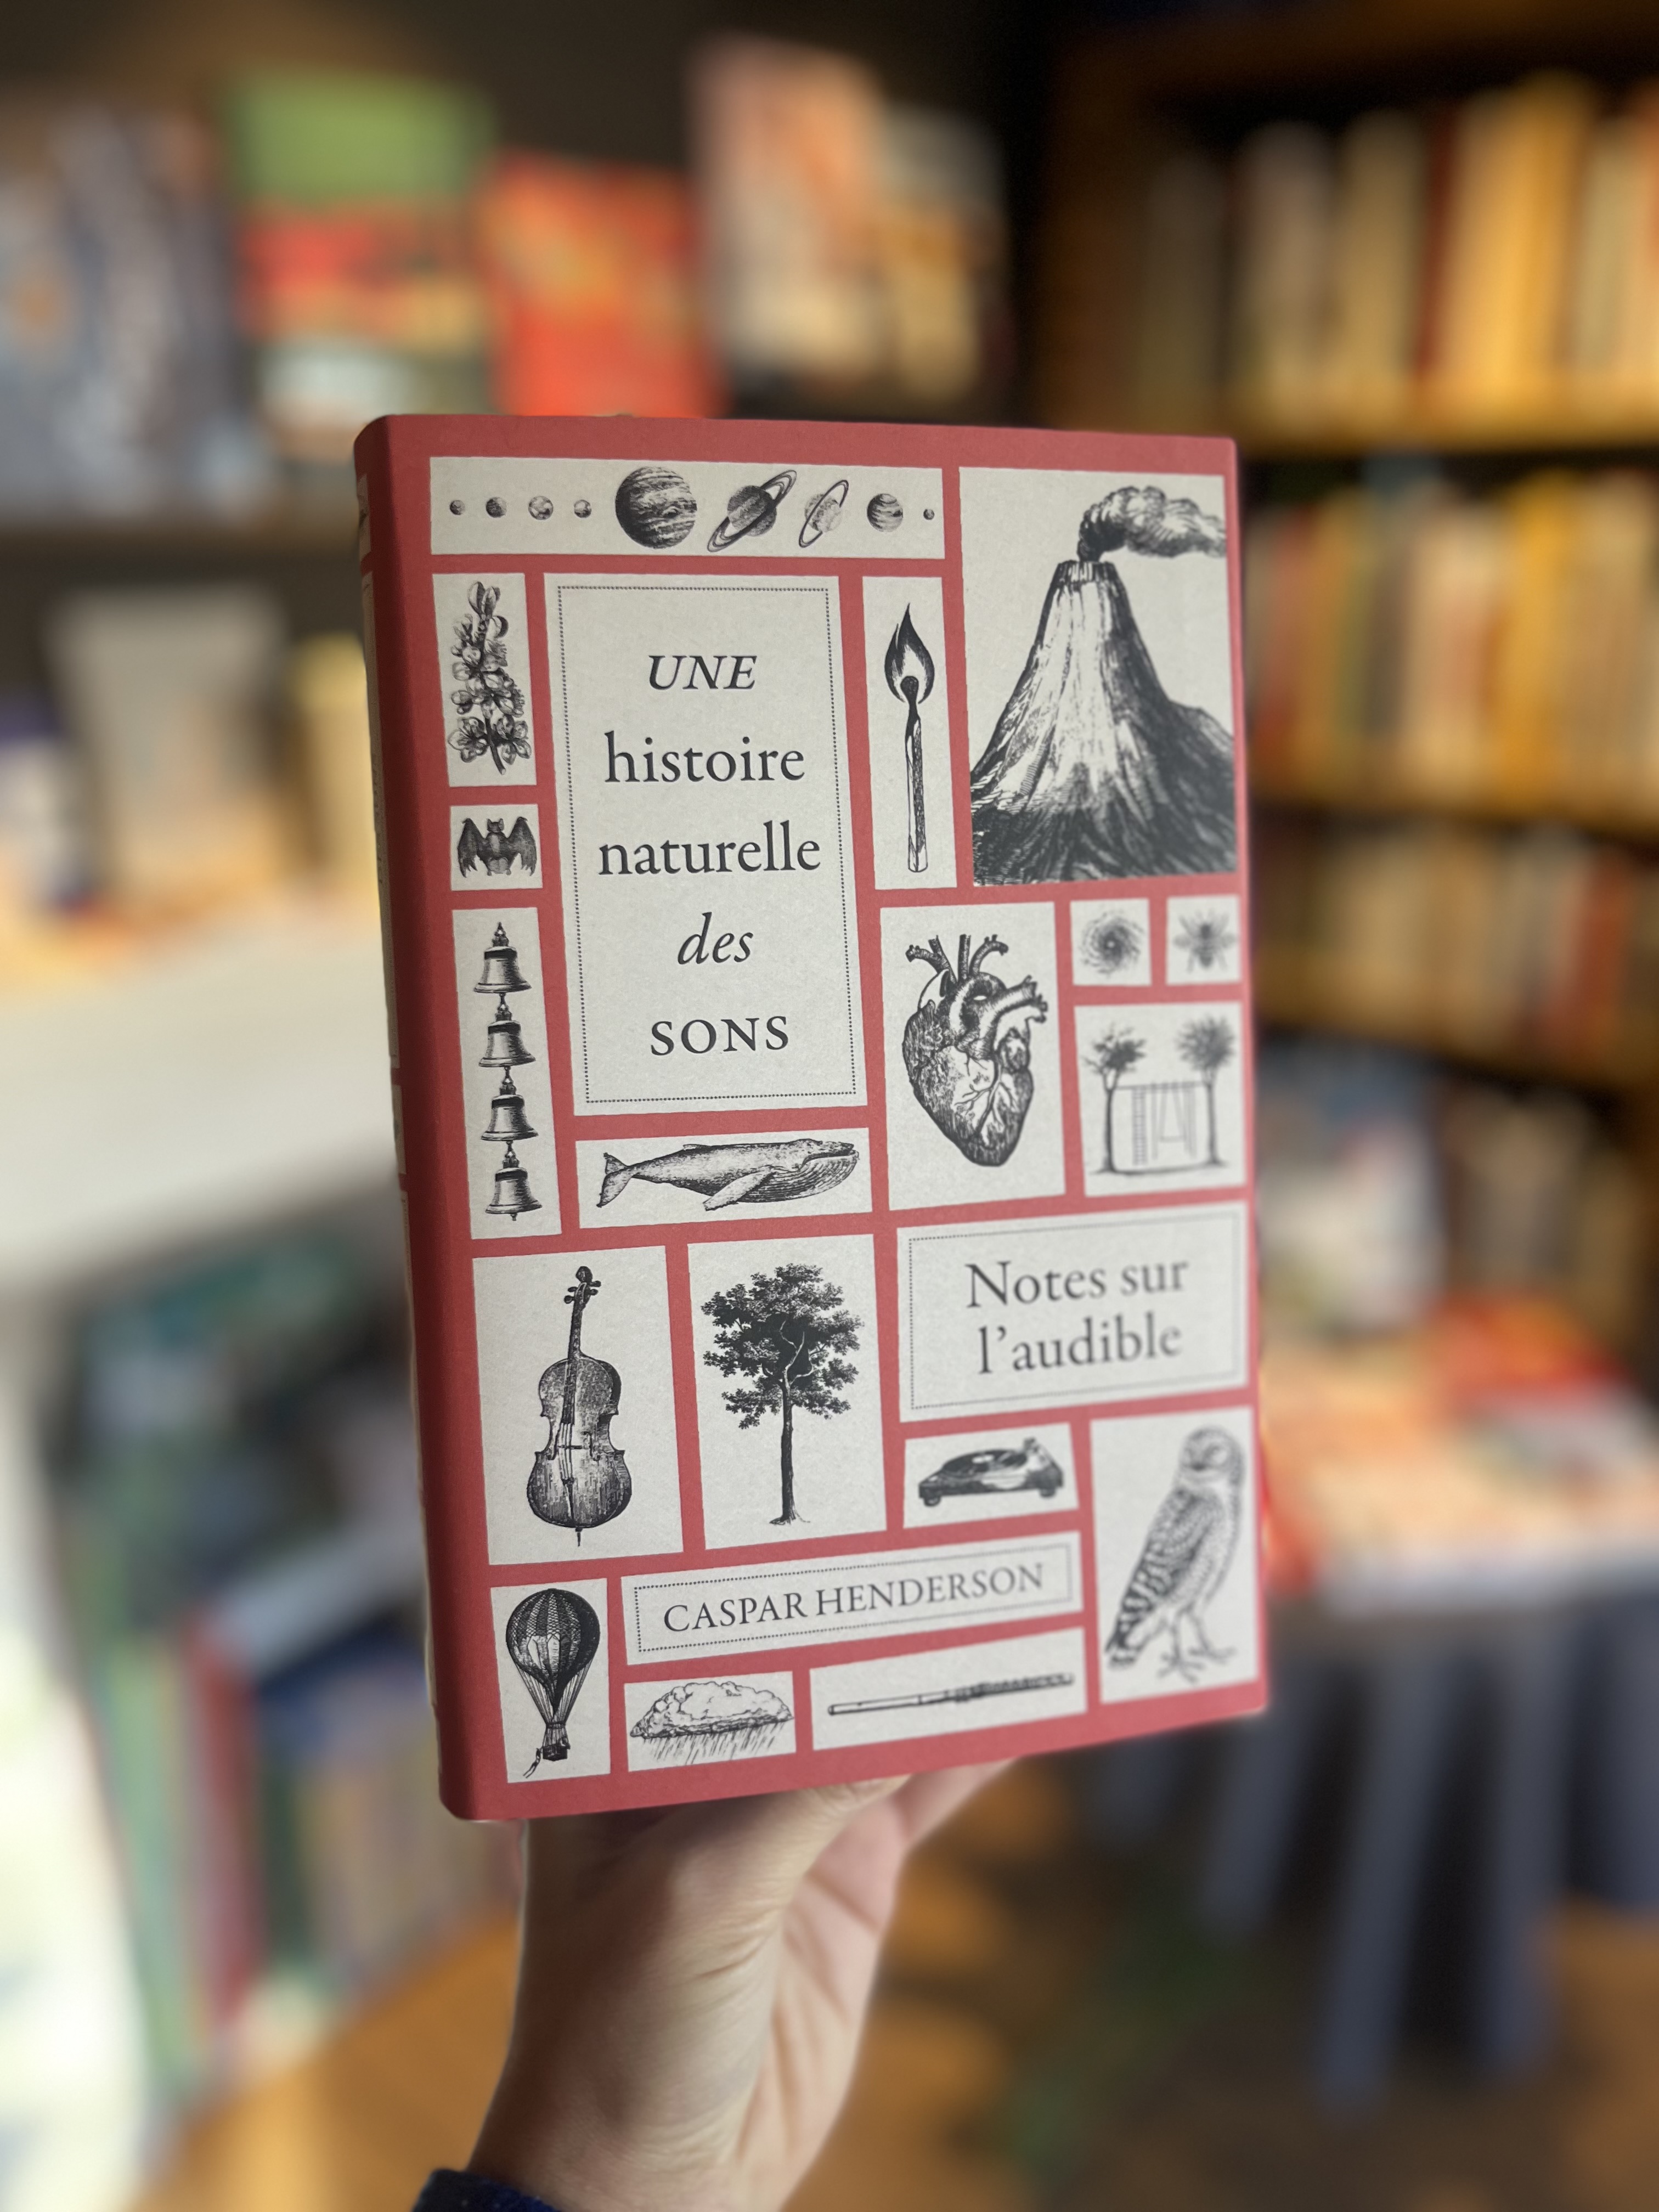 UNE
histoire
naturelle
des
SONS
Notes sur
l’audible
CASPAR HENDERSON